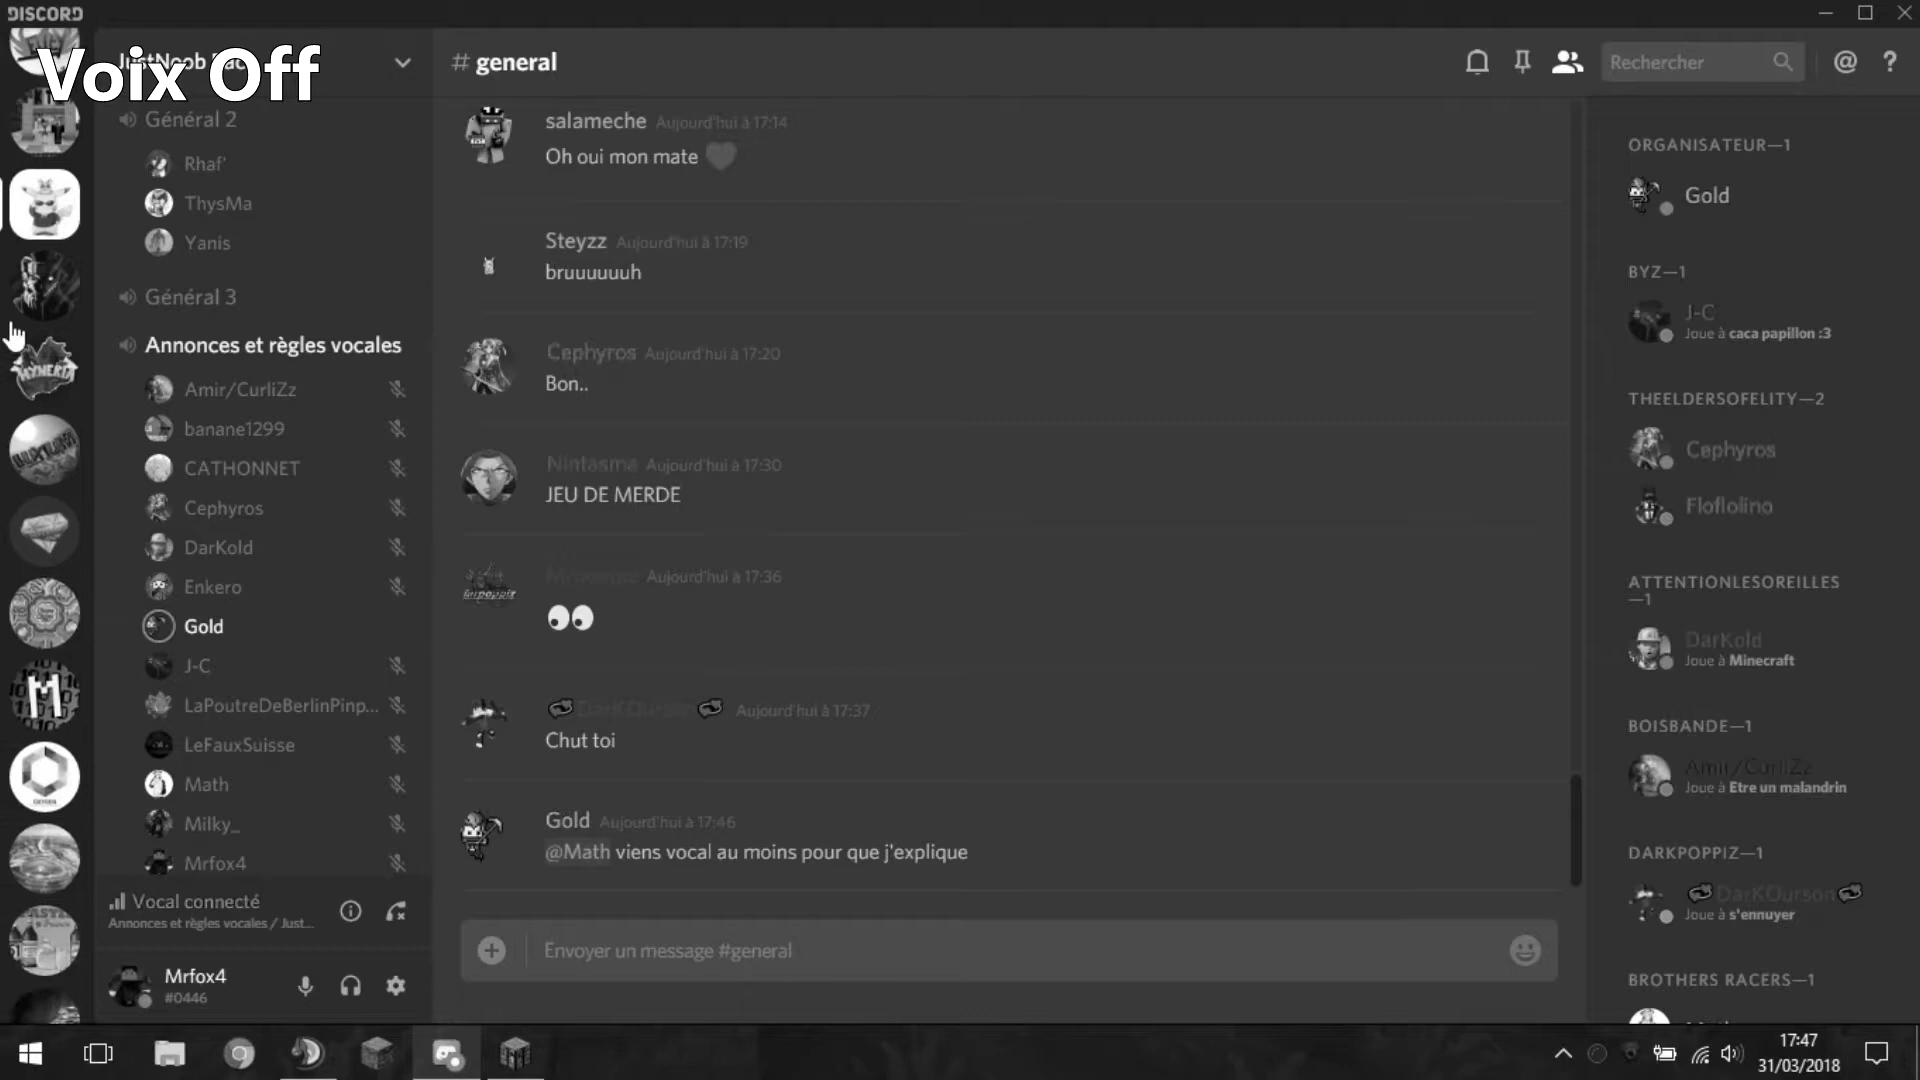 DISCORD
Voix Off
Général 2
Rhaf'
ThysMa
Yanis
Général 3
Annonces et règles vocales
Amir/CurliZz
banane1299
CATHONNET
Cephyros
DarKold
Enkero
Gold
J-C
LaPoutreDeBerlinPinp...
LeFauxSuisse
Math
Milky_
Mrfox4
Vocal connecté
Annonces et règles vocales / Just...
Mrfox4
#0446
# general
Rechercher
salameche Aujourd'hui à 17:14
Oh oui mon mate
Steyzz Aujourd'hui à 17:19
bruuuuuuh
Cephyros Aujourd'hui à 17:20
Bon..
Nintasma Aujourd'hui à 17:30
JEU DE MERDE
Aujourd'hui à 17:36
DarKOurson Aujourd'hui à 17:37
Chut toi
Gold Aujourd'hui à 17:46
@Math viens vocal au moins pour que j'explique
Envoyer un message #general
ORGANISATEUR—1
Gold
BYZ—1
J-C
Joue à caca papillon :3
THEELDERSOFELITY—2
Cephyros
Floflolino
ATTENTIONLESOREILLES
—1
DarKold
Joue à Minecraft
BOISBANDE—1
Amir/CurliZz
Joue à Etre un malandrin
DARKPOPPIZ—1
DarKOurson
Joue à s'ennuyer
BROTHERS RACERS—1
17:47
31/03/2018